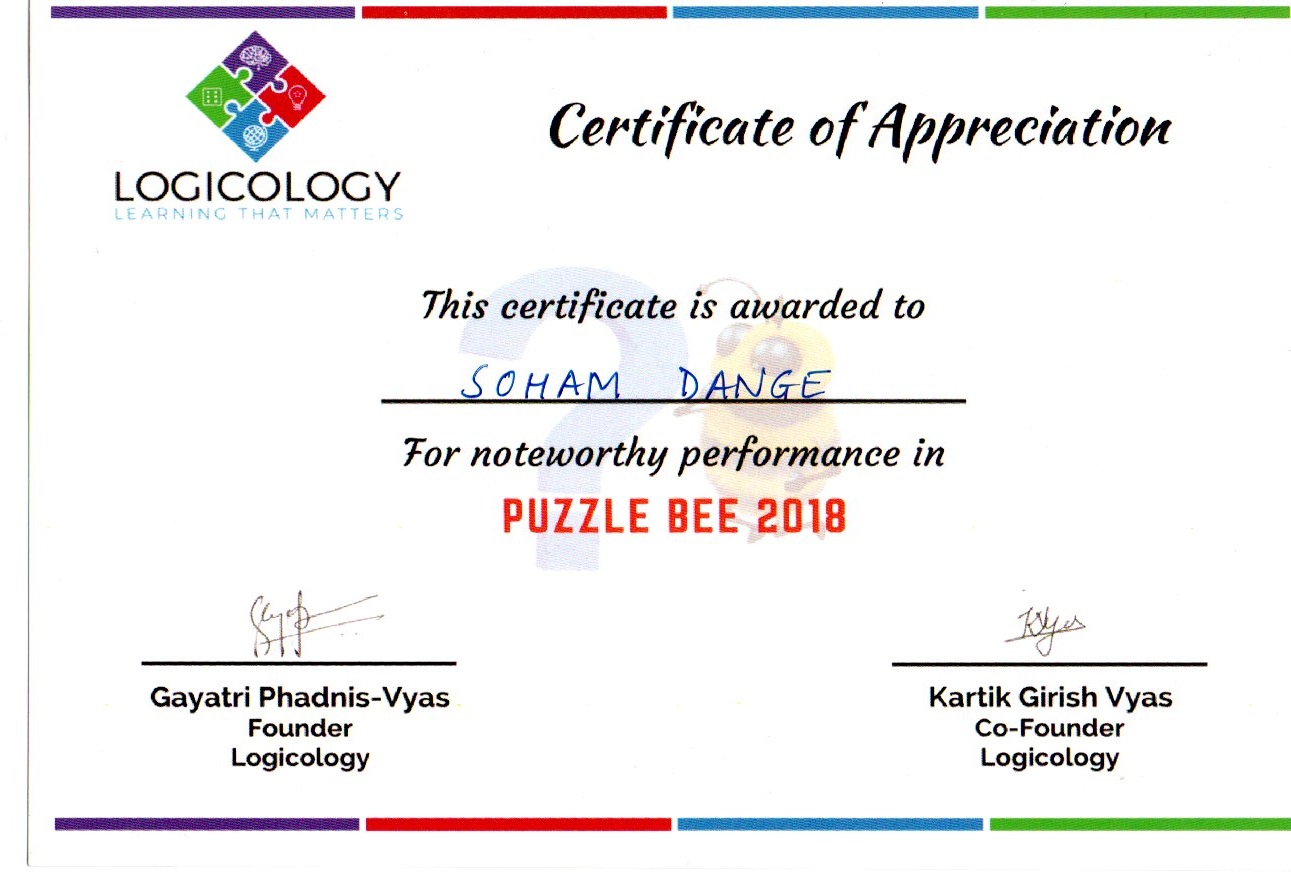 LOGICOLOGY
LEARNING THAT MATTERS
Certificate of Appreciation
This certificate is awarded to
SOHAM DANGE
For noteworthy performance in
PUZZLE BEE 2018
Gayatri Phadnis-Vyas
Founder
Logicology
KVyas
Kartik Girish Vyas
Co-Founder
Logicology